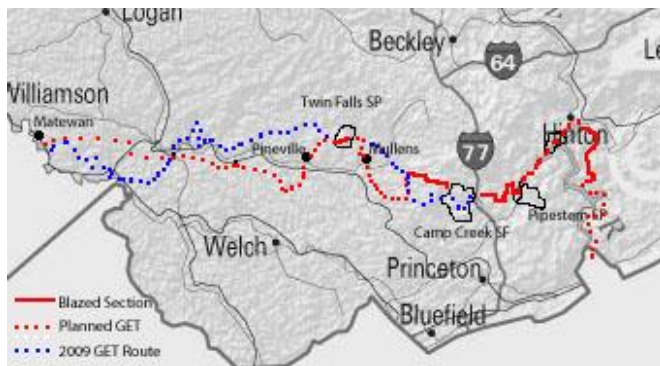 Logan
Beckley
64
Le
Williamson
Twin Falls SP
Matewan
Hinton
Pineville
Mullens
77
Pipestem SP
Camp Creek SF
R
Welch
Princeton
Bluefield
Blazed Section
Planned GET
2009 GET Route